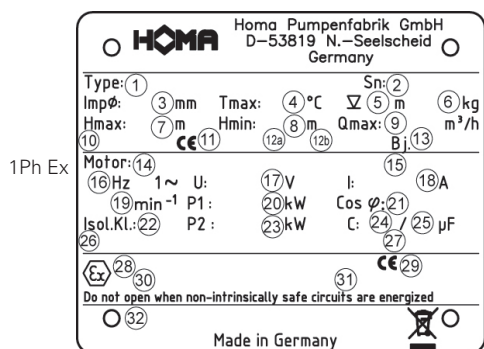 HOMA
Homa Pumpenfabrik GmbH
D-53819 N.-Seelscheid
Germany
Type: 1 Sn: 2
ImpØ: 3 mm Tmax: 4 °C V 5 m 6 kg
Hmax: 7 m Hmin: 8 m Qmax: 9 m³/h
10 CE 11 12a 12b Bj. 13
1Ph Ex
Motor: 14 15
16 Hz 1~ U: 17 V I: 18 A
19 min⁻¹ P1: 20 kW Cos φ: 21
Isol.Kl.: 22 P2: 23 kW C: 24 / 25 µF
26 27
Ex 28 30 31 CE 29
Do not open when non-intrinsically safe circuits are energized
32
Made in Germany